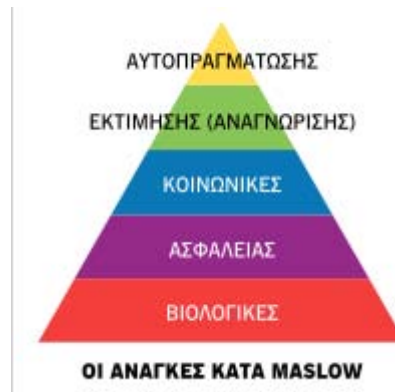 ΑΥΤΟΠΡΑΓΜΑΤΩΣΗΣ
ΕΚΤΙΜΗΣΗΣ (ΑΝΑΓΝΩΡΙΣΗΣ)
ΚΟΙΝΩΝΙΚΕΣ
ΑΣΦΑΛΕΙΑΣ
ΒΙΟΛΟΓΙΚΕΣ
ΟΙ ΑΝΑΓΚΕΣ ΚΑΤΑ MASLOW